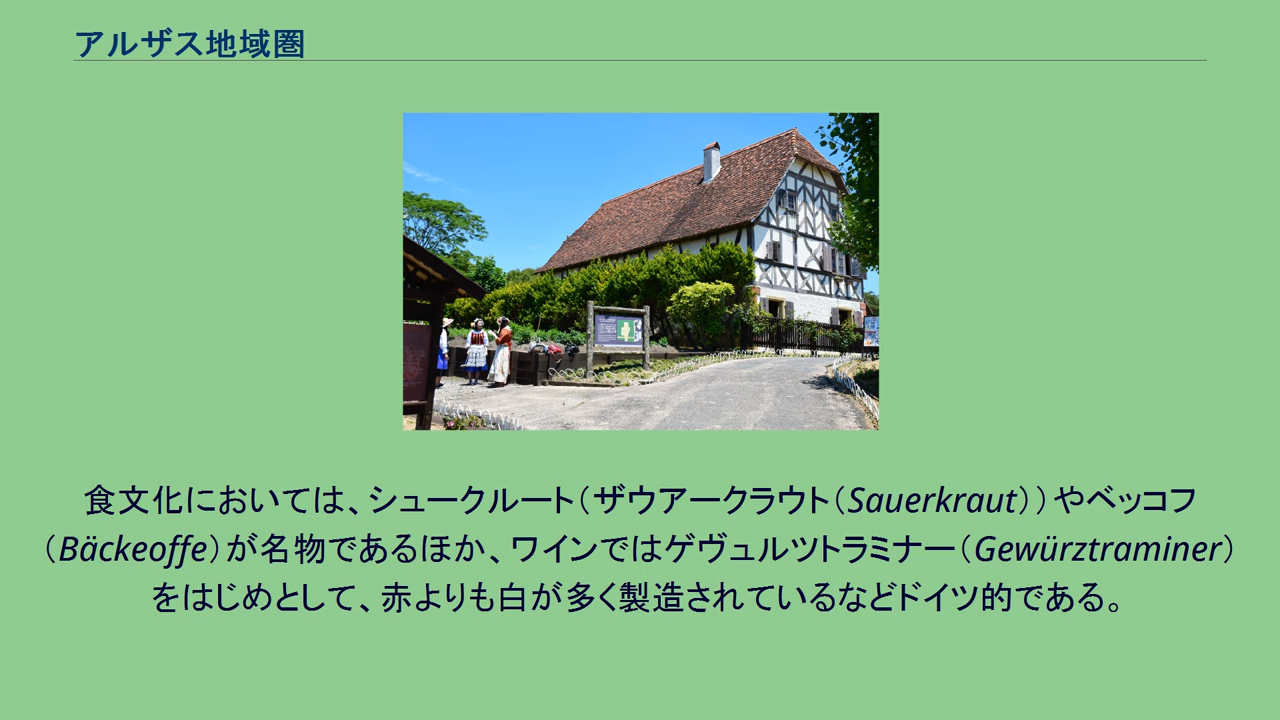 アルザス地域圏
食文化においては、シュークルート（ザウアークラウト（Sauerkraut））やベッコフ
（Bäckeoffe）が名物であるほか、ワインではゲヴュルツトラミナー（Gewürztraminer）
をはじめとして、赤よりも白が多く製造されているなどドイツ的である。